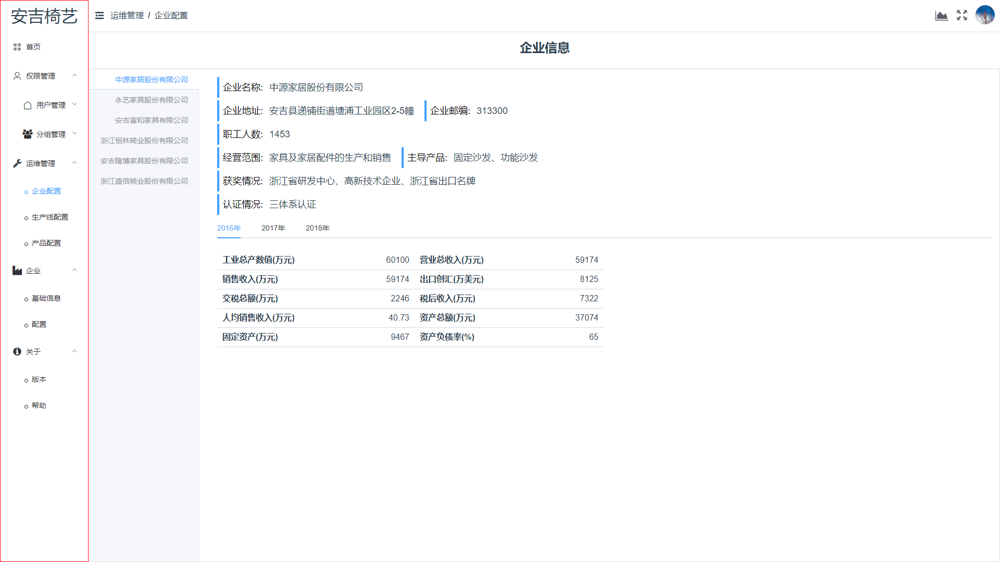 安吉椅艺
运维管理 / 企业配置
首页
权限管理
用户管理
分组管理
运维管理
企业配置
生产线配置
产品配置
企业
基础信息
配置
关于
版本
帮助
企业信息
中源家居股份有限公司
永艺家具股份有限公司
安吉富和家具有限公司
浙江恒林椅业股份有限公司
安吉隆博家具股份有限公司
浙江盛信椅业股份有限公司
企业名称: 中源家居股份有限公司
企业地址: 安吉县递铺街道塘浦工业园区2-5幢 企业邮编: 313300
职工人数: 1453
经营范围: 家具及家居配件的生产和销售 主导产品: 固定沙发、功能沙发
获奖情况: 浙江省研发中心、高新技术企业、浙江省出口名牌
认证情况: 三体系认证
2016年 2017年 2018年
工业总产数值(万元) 60100 营业总收入(万元) 59174
销售收入(万元) 59174 出口创汇(万美元) 8125
交税总额(万元) 2246 税后收入(万元) 7322
人均销售收入(万元) 40.73 资产总额(万元) 37074
固定资产(万元) 9467 资产负债率(%) 65